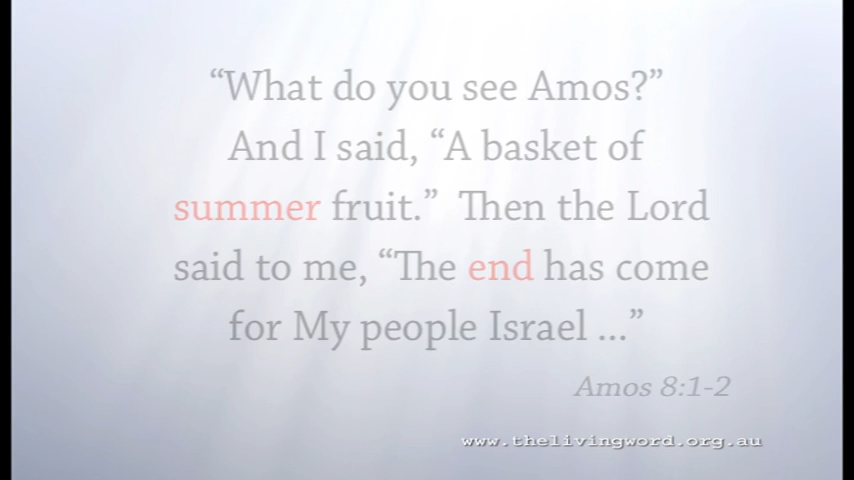 “What do you see Amos?”
And I said, “A basket of
summer fruit.” Then the Lord
said to me, “The end has come
for My people Israel ...”
Amos 8:1-2
www.thelivingword.org.au